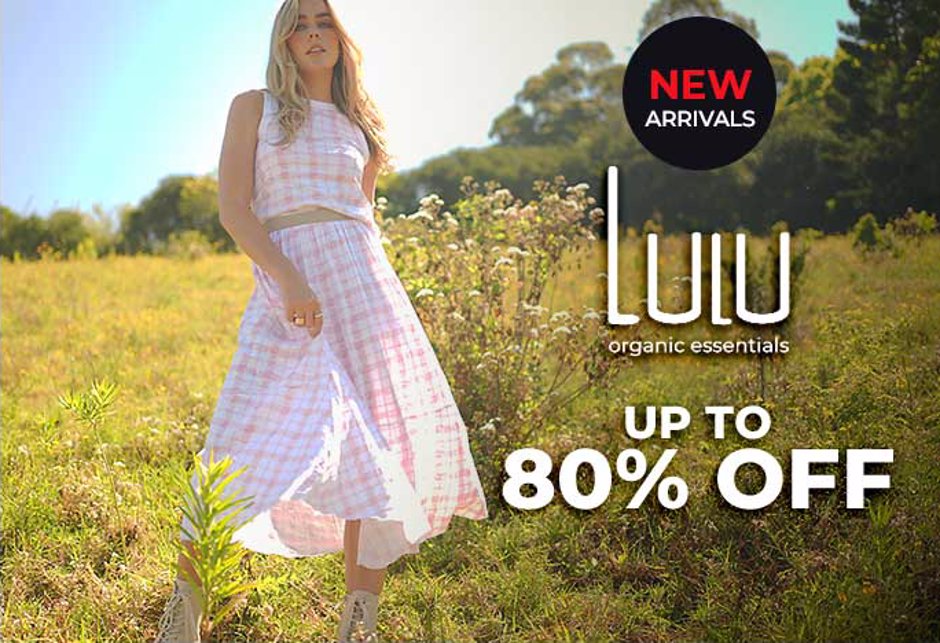 NEW
ARRIVALS
LULU
organic essentials
UP TO
80% OFF